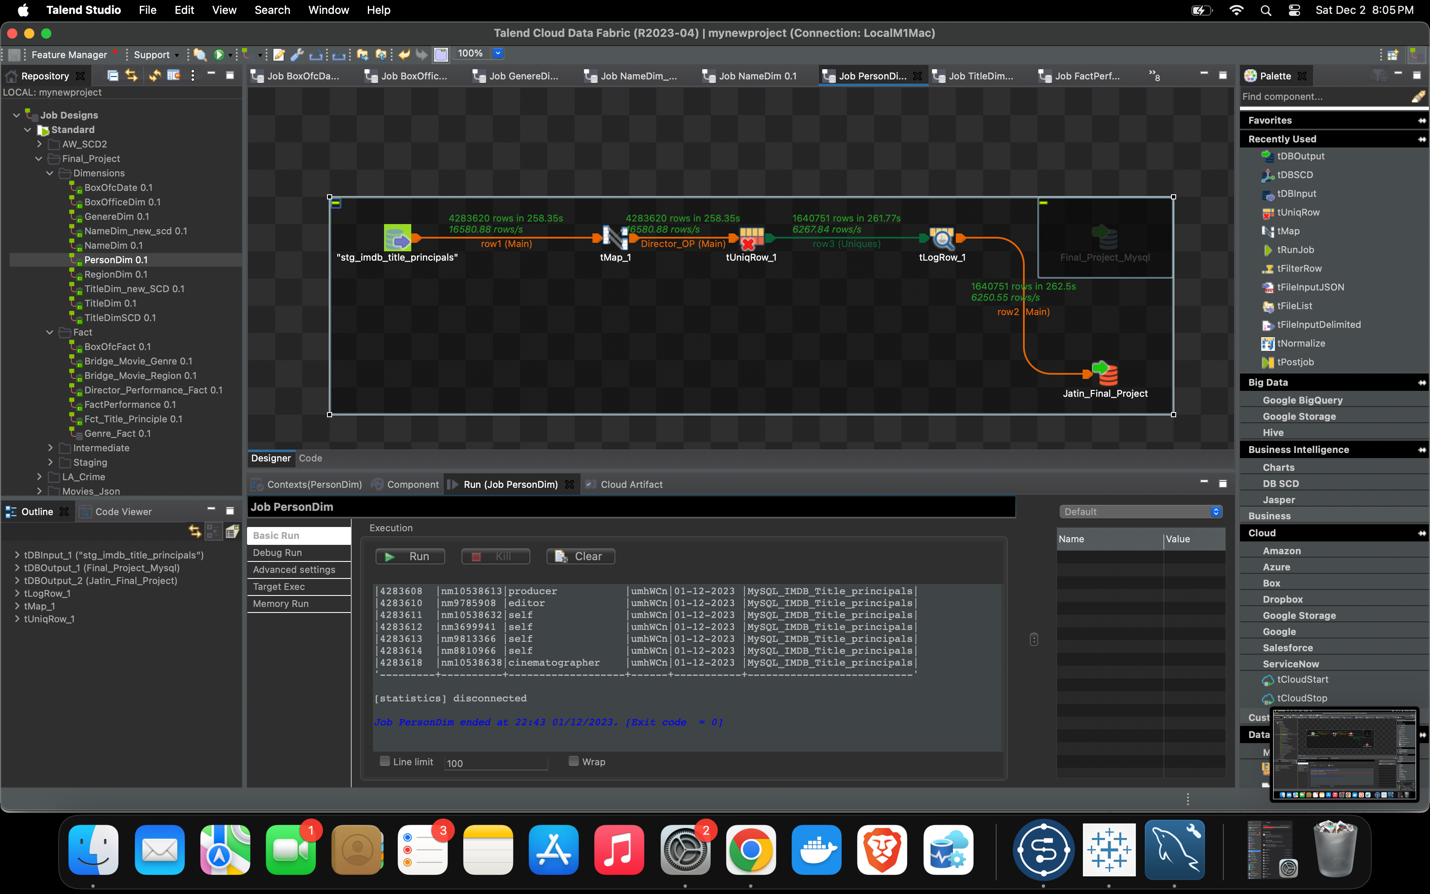 Talend Studio File Edit View Search Window Help Sat Dec 2 8:05 PM
Talend Cloud Data Fabric (R2023-04) | mynewproject (Connection: LocalM1Mac)
Feature Manager Support 100%
Repository
LOCAL: mynewproject
Job Designs
Standard
AW_SCD2
Final_Project
Dimensions
BoxOfcDate 0.1
BoxOfficeDim 0.1
GenereDim 0.1
NameDim_new_scd 0.1
NameDim 0.1
PersonDim 0.1
RegionDim 0.1
TitleDim_new_SCD 0.1
TitleDim 0.1
TitleDimSCD 0.1
Fact
BoxOfcFact 0.1
Bridge_Movie_Genre 0.1
Bridge_Movie_Region 0.1
Director_Performance_Fact 0.1
FactPerformance 0.1
Fct_Title_Principle 0.1
Genre_Fact 0.1
Intermediate
Staging
LA_Crime
Movies_Json
Outline Code Viewer
tDBInput_1 ("stg_imdb_title_principals")
tDBOutput_1 (Final_Project_Mysql)
tDBOutput_2 (Jatin_Final_Project)
tLogRow_1
tMap_1
tUniqRow_1
Job BoxOfcDa... Job BoxOffic... Job GenereDi... Job NameDim_... Job NameDim 0.1 Job PersonDi... Job TitleDim... Job FactPerf... »8
4283620 rows in 258.35s
16580.88 rows/s
row1 (Main)
"stg_imdb_title_principals"
4283620 rows in 258.35s
16580.88 rows/s
Director_OP (Main)
tMap_1
1640751 rows in 261.77s
6267.84 rows/s
row3 (Uniques)
tUniqRow_1
tLogRow_1
Final_Project_Mysql
1640751 rows in 262.5s
6250.55 rows/s
row2 (Main)
Jatin_Final_Project
Designer Code
Contexts(PersonDim) Component Run (Job PersonDim) Cloud Artifact
Job PersonDim
Basic Run
Debug Run
Advanced settings
Target Exec
Memory Run
Execution
Run Kill Clear
|4283608 |nm10538613|producer |umhWCn|01-12-2023 |MySQL_IMDB_Title_principals|
|4283610 |nm9785908 |editor |umhWCn|01-12-2023 |MySQL_IMDB_Title_principals|
|4283611 |nm10538632|self |umhWCn|01-12-2023 |MySQL_IMDB_Title_principals|
|4283612 |nm3699941 |self |umhWCn|01-12-2023 |MySQL_IMDB_Title_principals|
|4283613 |nm9813366 |self |umhWCn|01-12-2023 |MySQL_IMDB_Title_principals|
|4283614 |nm8810966 |self |umhWCn|01-12-2023 |MySQL_IMDB_Title_principals|
|4283618 |nm10538638|cinematographer |umhWCn|01-12-2023 |MySQL_IMDB_Title_principals|
[statistics] disconnected
Job PersonDim ended at 22:43 01/12/2023. [Exit code = 0]
Line limit 100 Wrap
Default
Name Value
Palette
Find component...
Favorites
Recently Used
tDBOutput
tDBSCD
tDBInput
tUniqRow
tMap
tRunJob
tFilterRow
tFileInputJSON
tFileList
tFileInputDelimited
tNormalize
tPostjob
Big Data
Google BigQuery
Google Storage
Hive
Business Intelligence
Charts
DB SCD
Jasper
Business
Cloud
Amazon
Azure
Box
Dropbox
Google Storage
Google
Salesforce
ServiceNow
tCloudStart
tCloudStop
Cust
Data
1 3 2